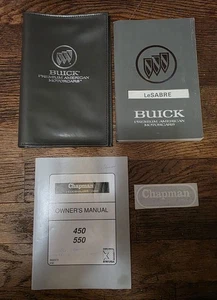 BUICK
PREMIUM AMERICAN
MOTORCARS
LeSABRE
BUICK
PREMIUM AMERICAN
MOTORCARS
Chapman
OWNER'S MANUAL
450
550
Chapman